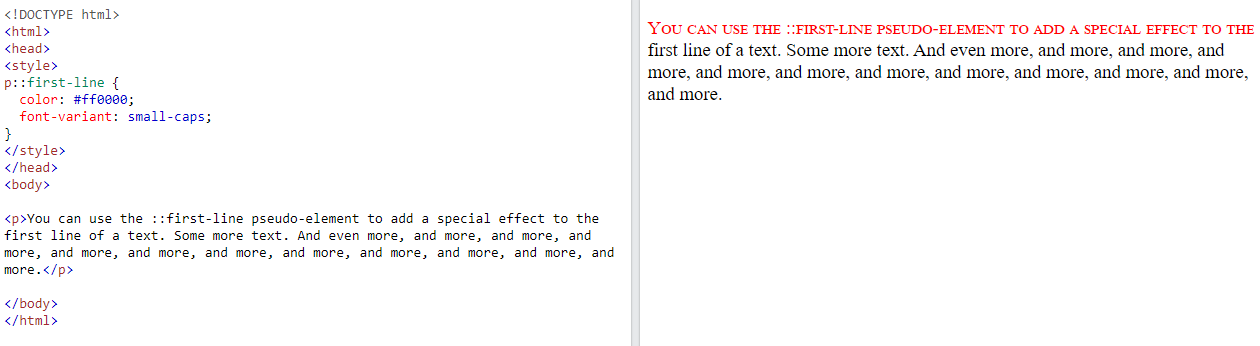 <!DOCTYPE html>
<html>
<head>
<style>
p::first-line {
  color: #ff0000;
  font-variant: small-caps;
}
</style>
</head>
<body>

<p>You can use the ::first-line pseudo-element to add a special effect to the
first line of a text. Some more text. And even more, and more, and more, and
more, and more, and more, and more, and more, and more, and more, and more, and
more.</p>

</body>
</html>

You can use the ::first-line pseudo-element to add a special effect to the
first line of a text. Some more text. And even more, and more, and more, and
more, and more, and more, and more, and more, and more, and more, and more,
and more.